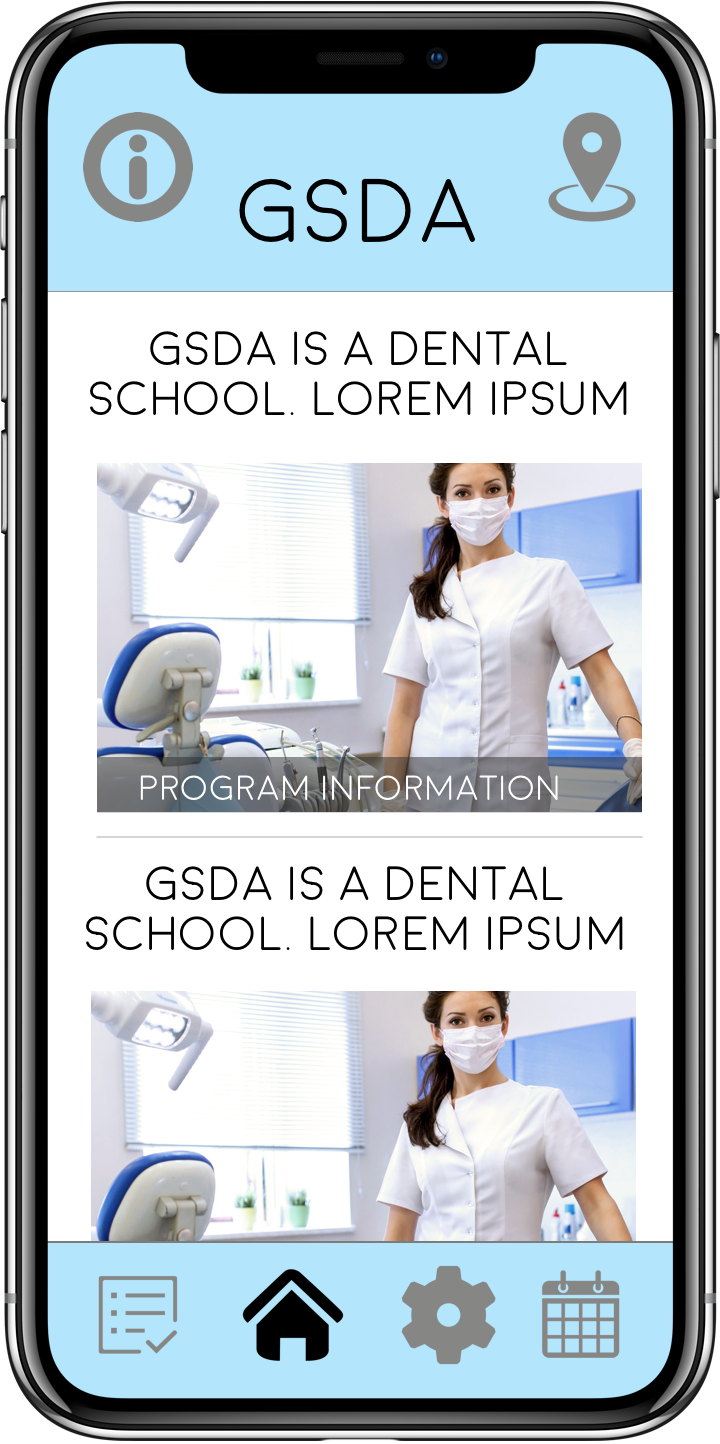 GSDA
GSDA IS A DENTAL
SCHOOL. LOREM IPSUM
PROGRAM INFORMATION
GSDA IS A DENTAL
SCHOOL. LOREM IPSUM